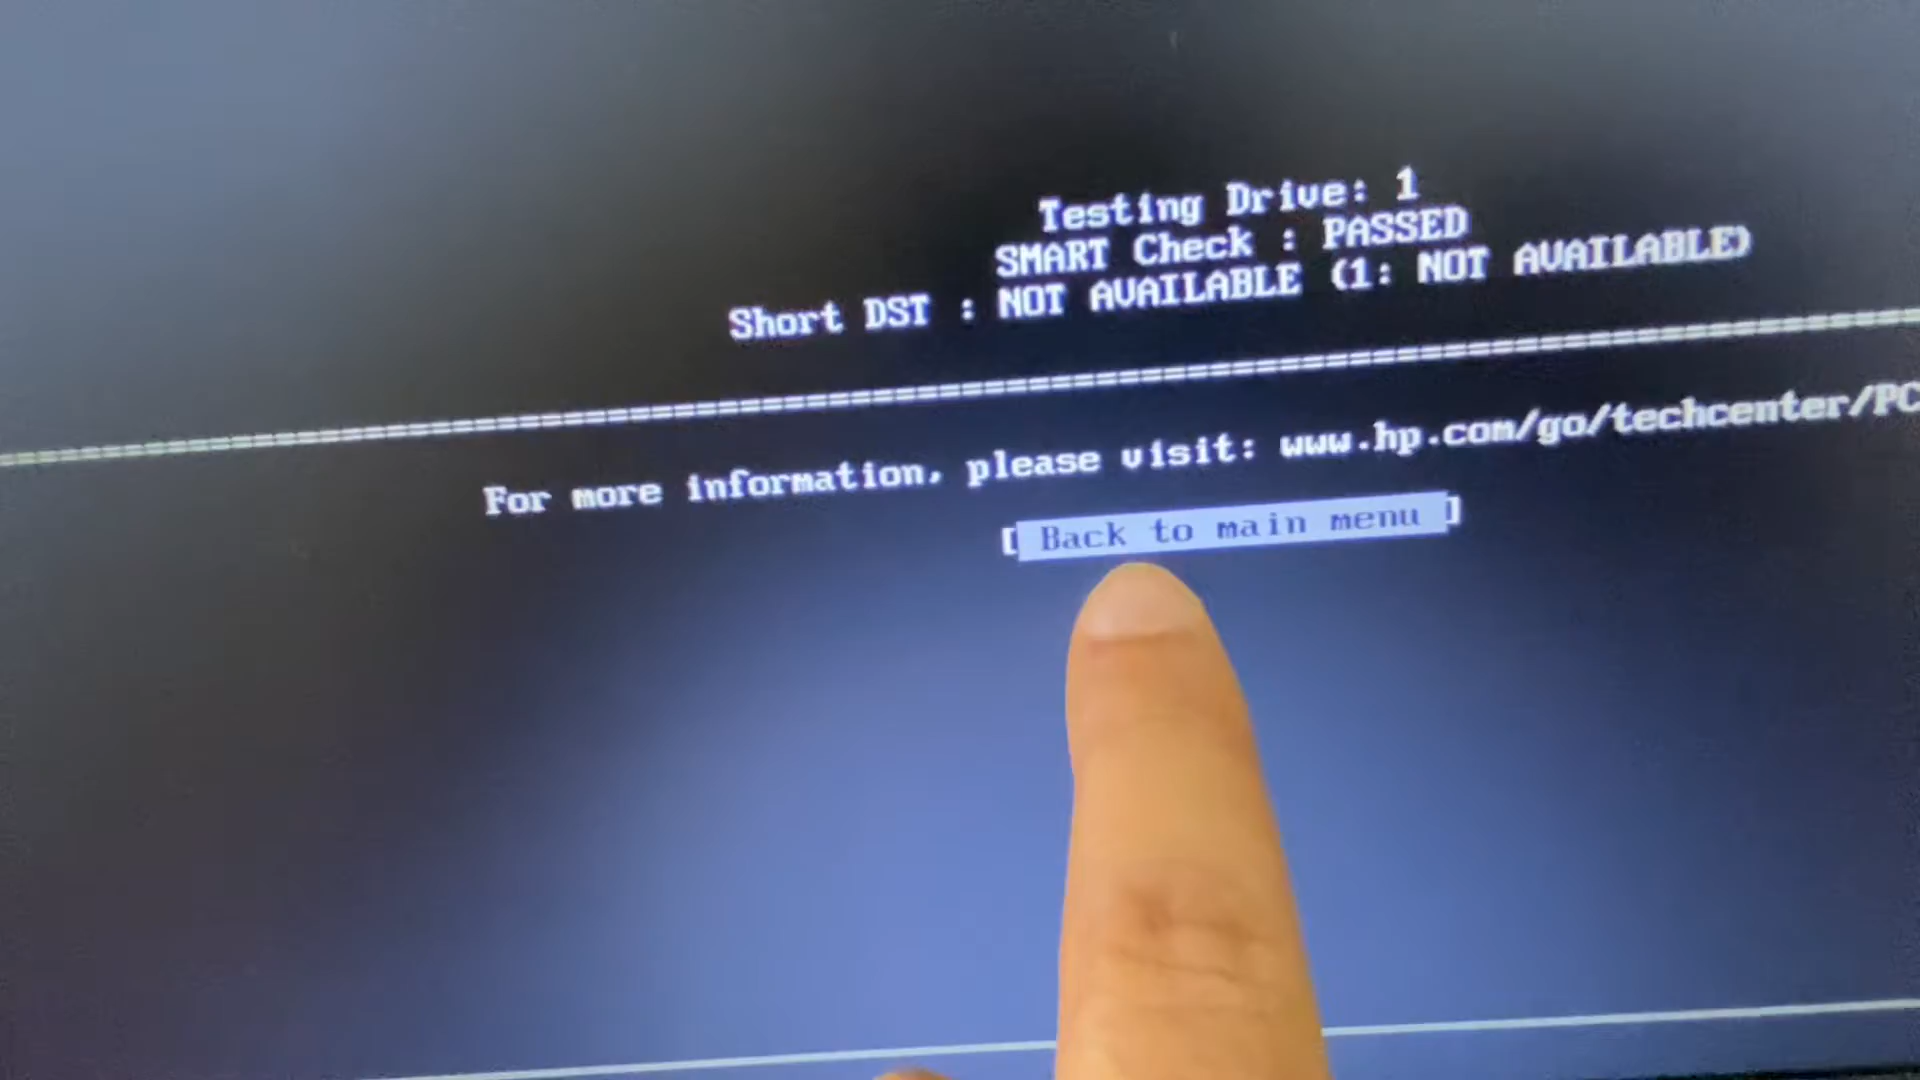 Testing Drive: 1
SMART Check : PASSED
Short DST : NOT AVAILABLE (1: NOT AVAILABLE)
For more information, please visit: www.hp.com/go/techcenter/PC
[ Back to main menu ]